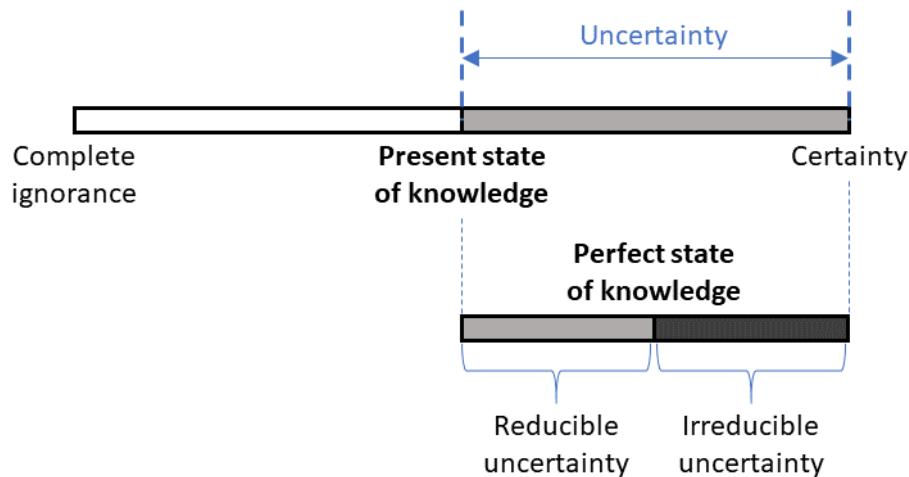 Uncertainty
Complete
ignorance
Present state
of knowledge
Certainty
Perfect state
of knowledge
Reducible
uncertainty
Irreducible
uncertainty